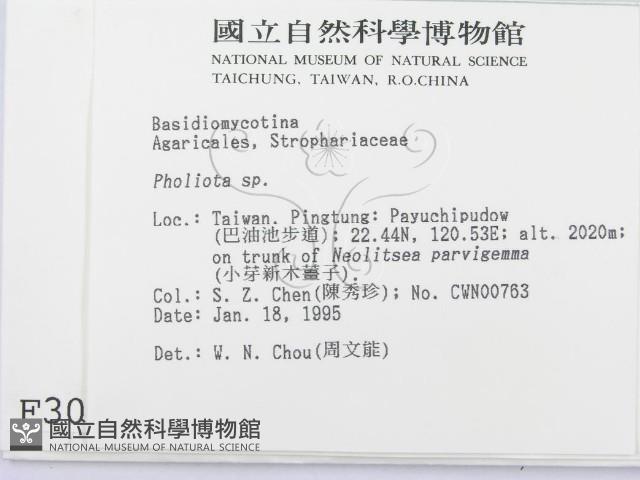 國立自然科學博物館
NATIONAL MUSEUM OF NATURAL SCIENCE
TAICHUNG, TAIWAN, R.O.CHINA
Basidiomycotina
Agaricales, Strophariaceae
Pholiota sp.
Loc.: Taiwan. Pingtung: Payuchipudow
(巴油池步道); 22.44N, 120.53E; alt. 2020m;
on trunk of Neolitsea parvigemma
(小芽新木薑子).
Col.: S. Z. Chen(陳秀珍); No. CWN00763
Date: Jan. 18, 1995
Det.: W. N. Chou(周文能)
F30
國立自然科學博物館
NATIONAL MUSEUM OF NATURAL SCIENCE